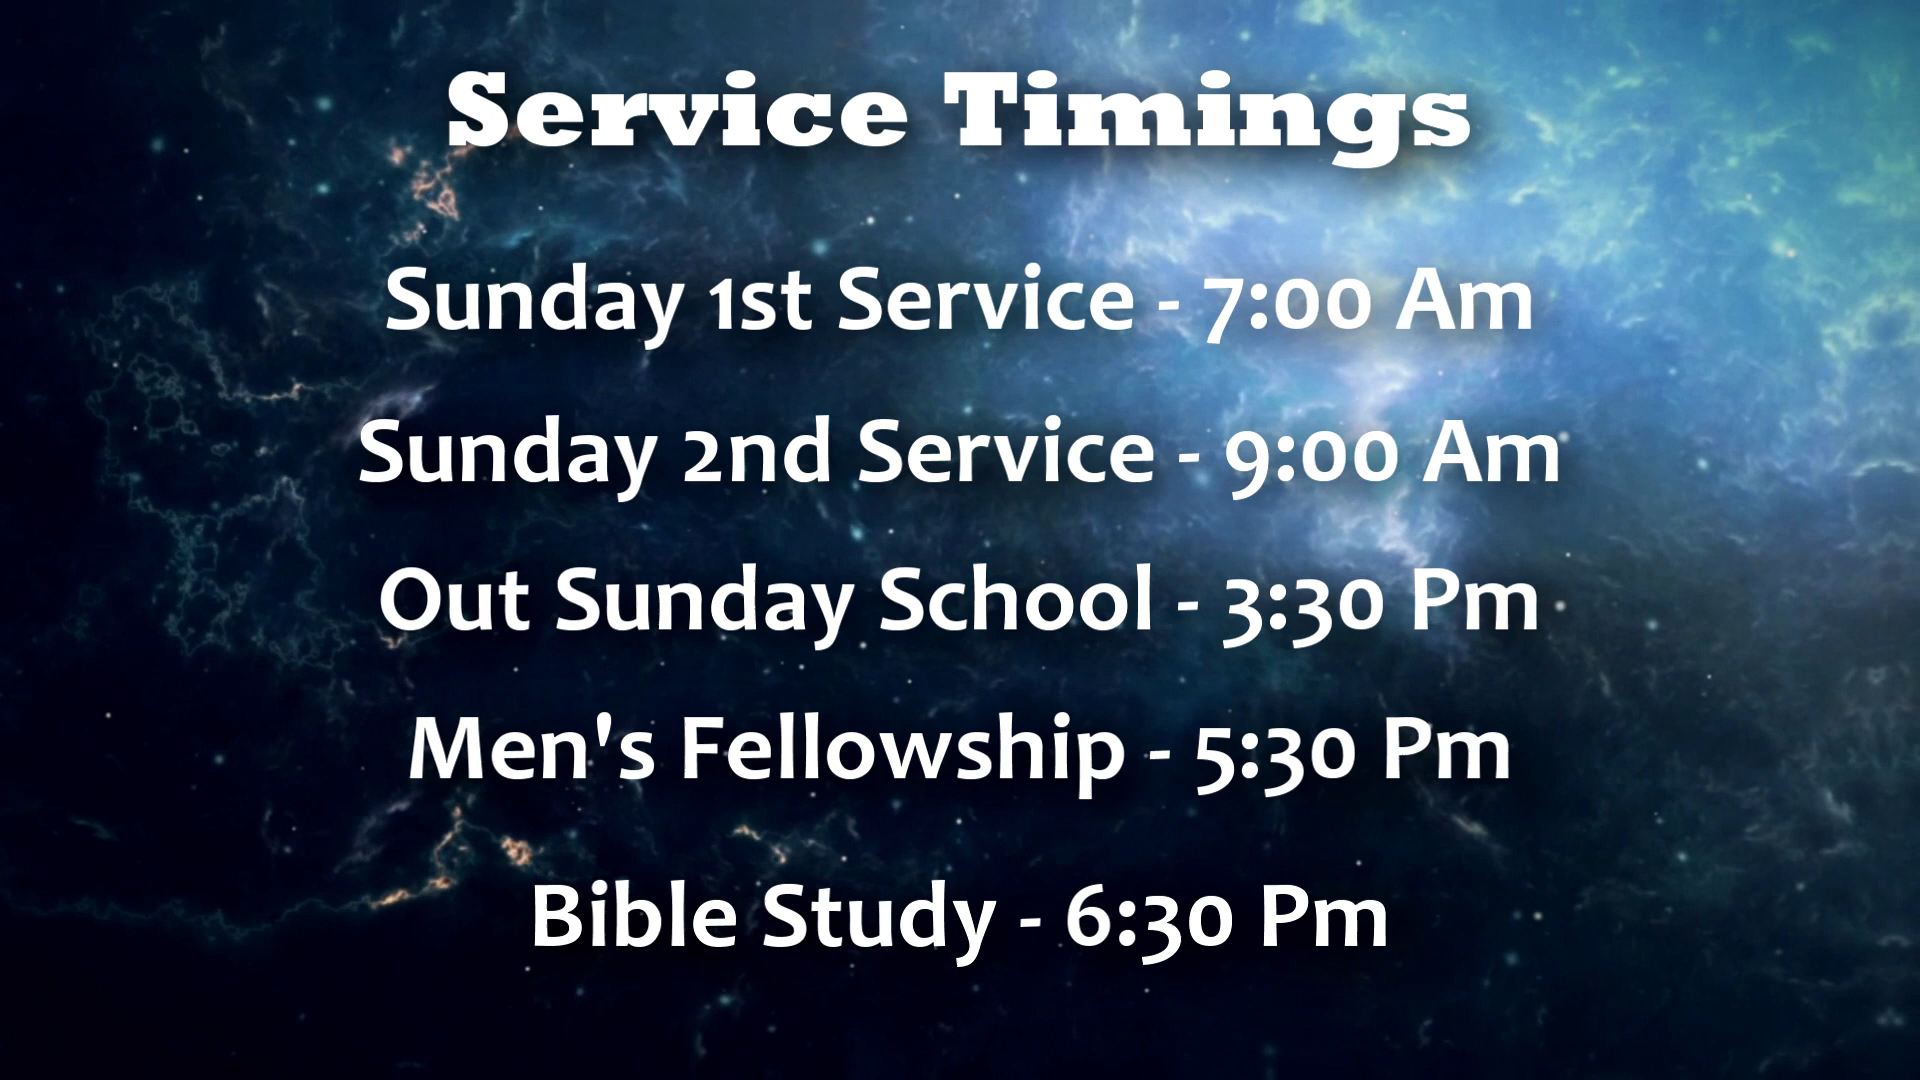 Service Timings
Sunday 1st Service - 7:00 Am
Sunday 2nd Service - 9:00 Am
Out Sunday School - 3:30 Pm
Men's Fellowship - 5:30 Pm
Bible Study - 6:30 Pm